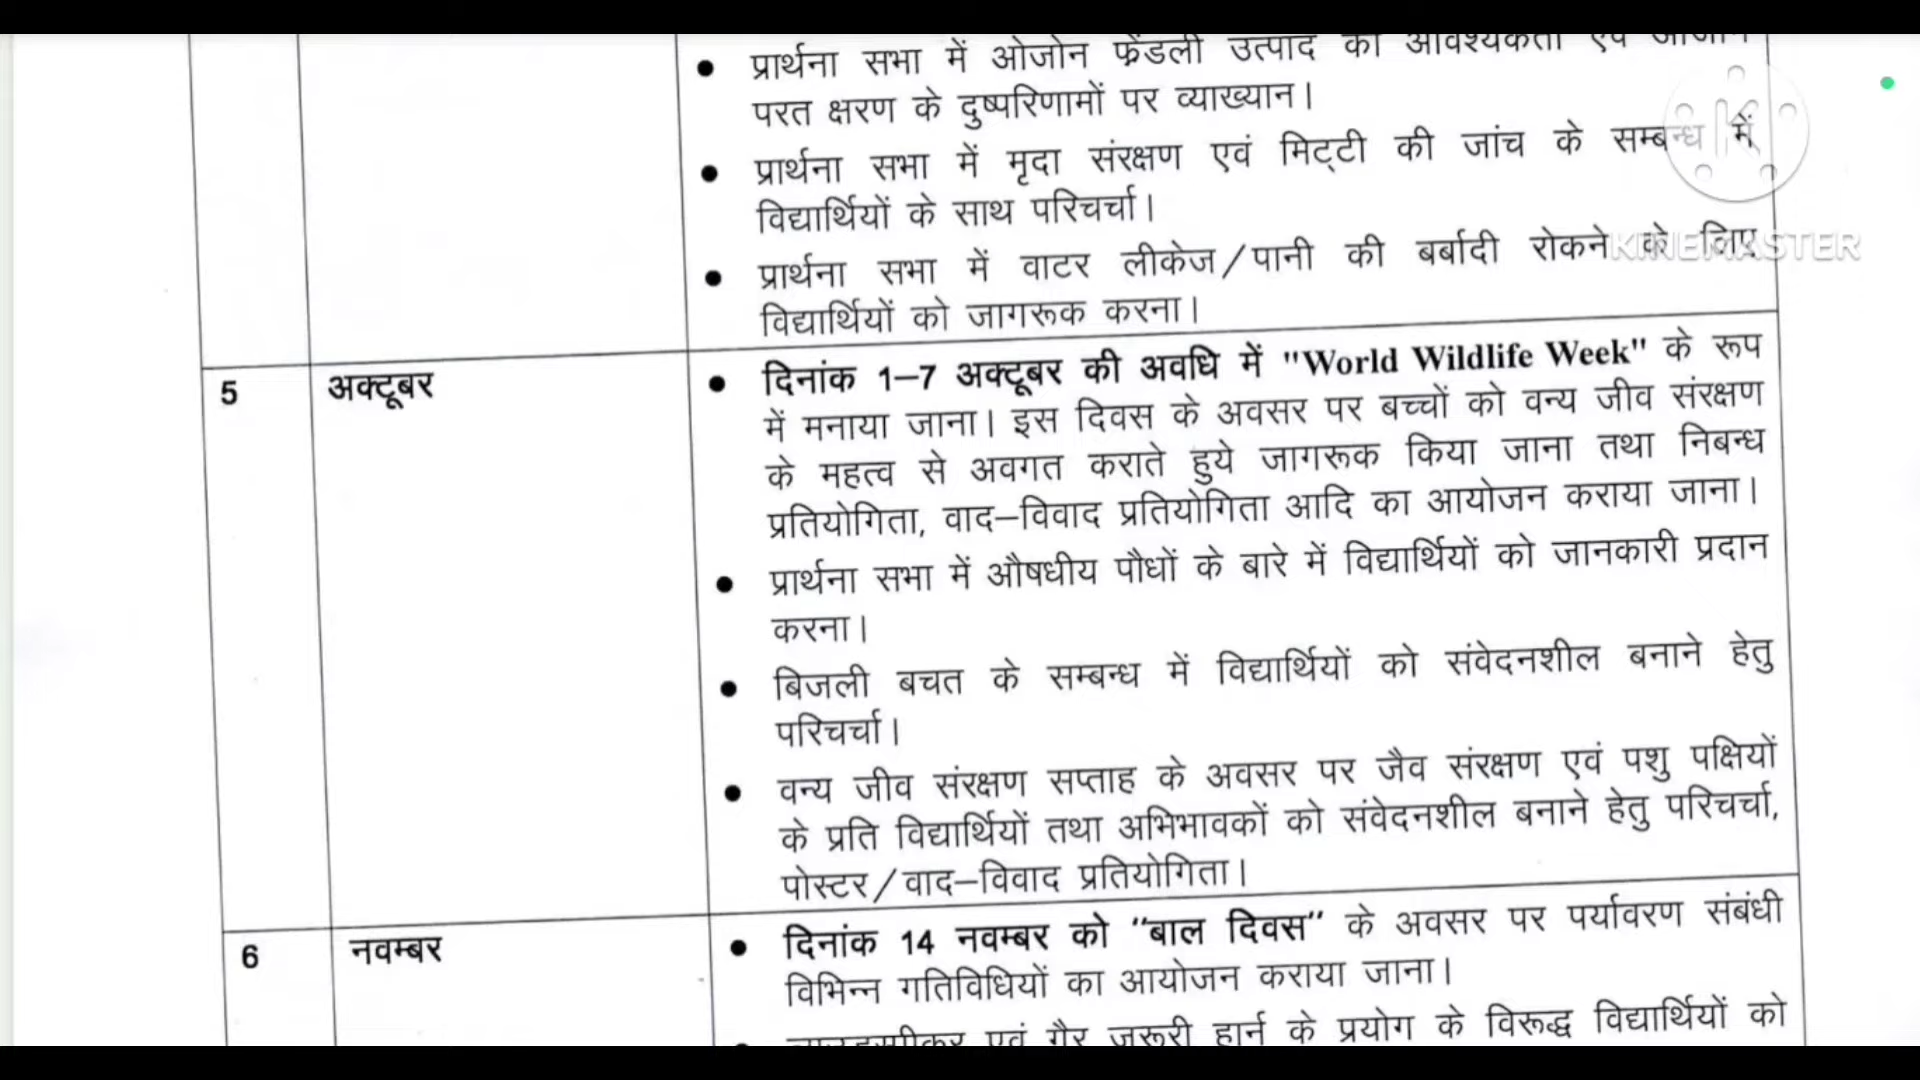 प्रार्थना सभा में ओजोन फ्रेंडली उत्पाद की आवश्यकता एवं ओजोन
परत क्षरण के दुष्परिणामों पर व्याख्यान।
प्रार्थना सभा में मृदा संरक्षण एवं मिट्टी की जांच के सम्बन्ध में
विद्यार्थियों के साथ परिचर्चा।
प्रार्थना सभा में वाटर लीकेज/पानी की बर्बादी रोकने के लिए
KINEMASTER
विद्यार्थियों को जागरूक करना।
5 अक्टूबर
दिनांक 1–7 अक्टूबर की अवधि में "World Wildlife Week" के रूप
में मनाया जाना। इस दिवस के अवसर पर बच्चों को वन्य जीव संरक्षण
के महत्व से अवगत कराते हुये जागरूक किया जाना तथा निबन्ध
प्रतियोगिता, वाद–विवाद प्रतियोगिता आदि का आयोजन कराया जाना।
प्रार्थना सभा में औषधीय पौधों के बारे में विद्यार्थियों को जानकारी प्रदान
करना।
बिजली बचत के सम्बन्ध में विद्यार्थियों को संवेदनशील बनाने हेतु
परिचर्चा।
वन्य जीव संरक्षण सप्ताह के अवसर पर जैव संरक्षण एवं पशु पक्षियों
के प्रति विद्यार्थियों तथा अभिभावकों को संवेदनशील बनाने हेतु परिचर्चा,
पोस्टर/वाद–विवाद प्रतियोगिता।
6 नवम्बर
दिनांक 14 नवम्बर को "बाल दिवस" के अवसर पर पर्यावरण संबंधी
विभिन्न गतिविधियों का आयोजन कराया जाना।
एवं गैर जरूरी हार्न के प्रयोग के विरूद्ध विद्यार्थियों को